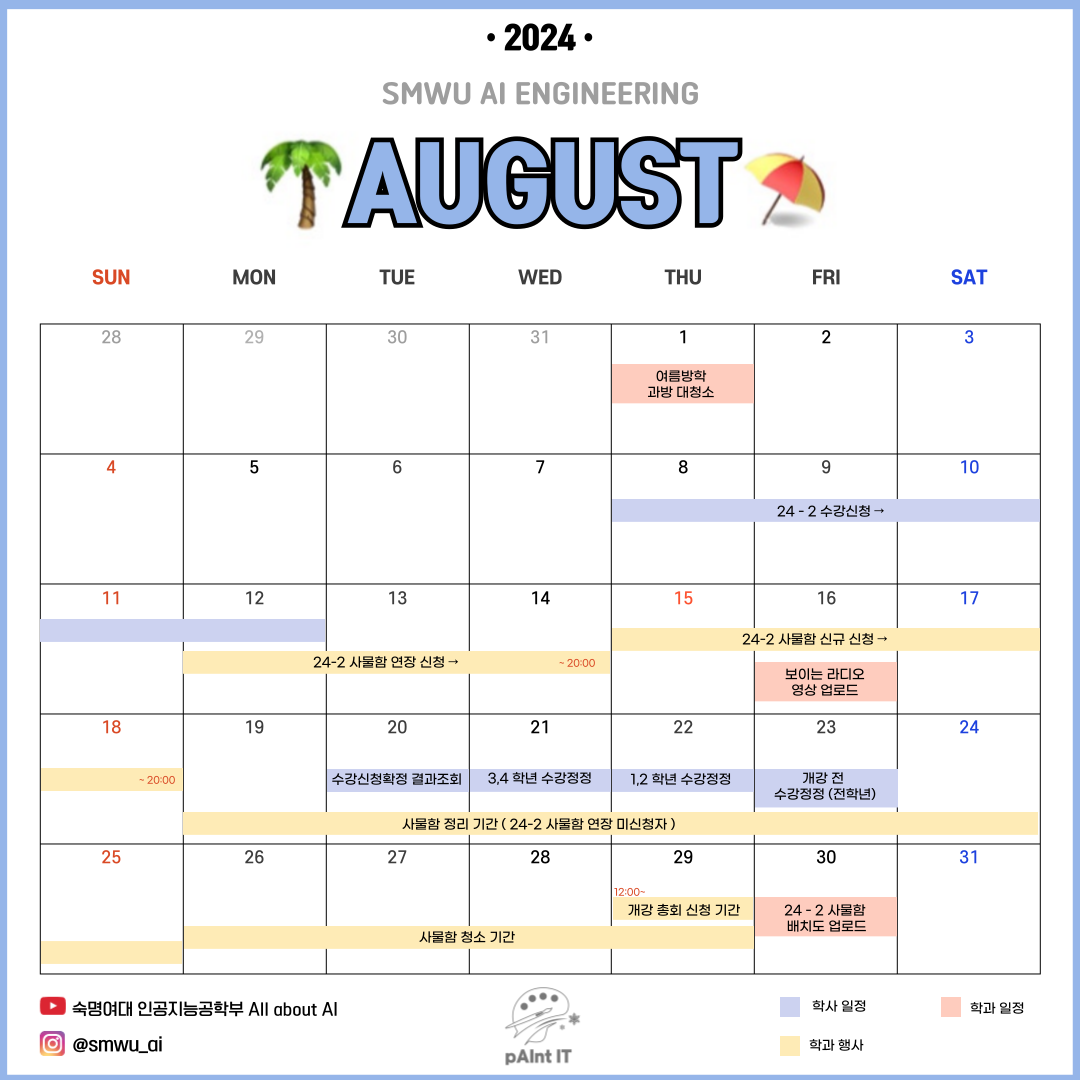 • 2024 •
SMWU AI ENGINEERING
AUGUST
SUN MON TUE WED THU FRI SAT
28 29 30 31 1 2 3
여름방학
과방 대청소
4 5 6 7 8 9 10
24 - 2 수강신청 →
11 12 13 14 15 16 17
24-2 사물함 신규 신청 →
24-2 사물함 연장 신청 → ~ 20:00
보이는 라디오
영상 업로드
18 19 20 21 22 23 24
~ 20:00 수강신청확정 결과조회 3,4 학년 수강정정 1,2 학년 수강정정 개강 전
수강정정 (전학년)
사물함 정리 기간 ( 24-2 사물함 연장 미신청자 )
25 26 27 28 29 30 31
12:00~
개강 총회 신청 기간
24 - 2 사물함
배치도 업로드
사물함 청소 기간
숙명여대 인공지능공학부 All about AI
@smwu_ai
pAInt IT
학사 일정
학과 일정
학과 행사